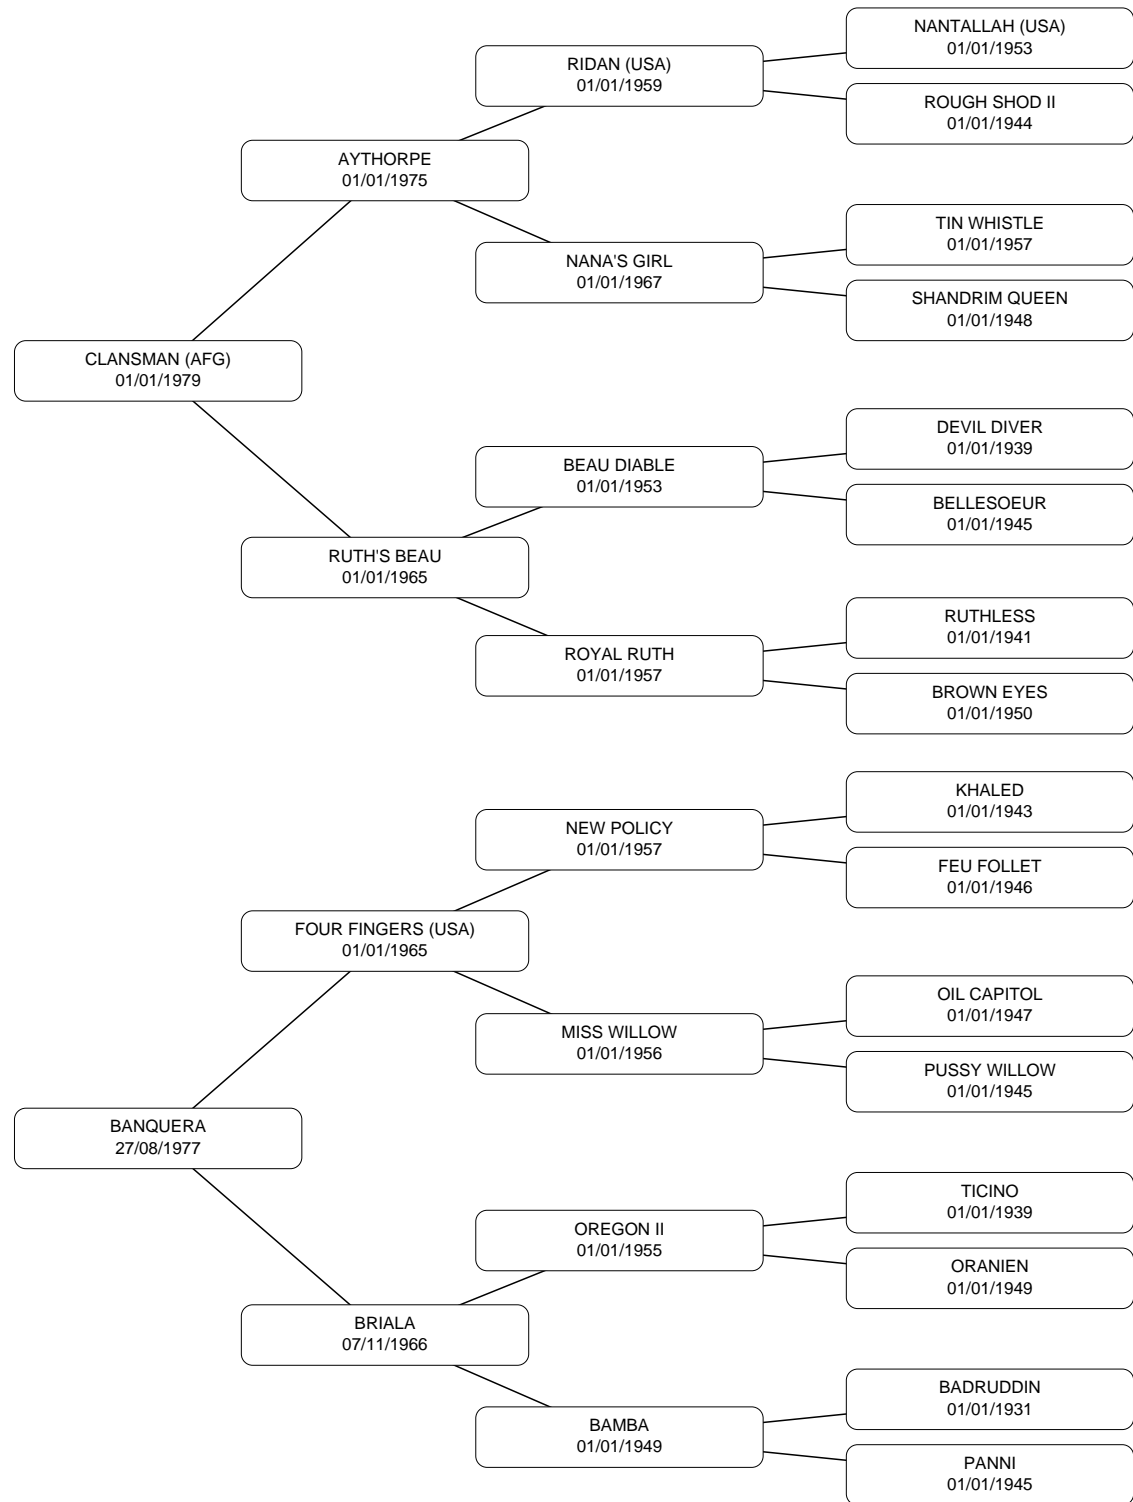 NANTALLAH (USA)
01/01/1953
RIDAN (USA)
01/01/1959
ROUGH SHOD II
01/01/1944
AYTHORPE
01/01/1975
TIN WHISTLE
01/01/1957
NANA'S GIRL
01/01/1967
SHANDRIM QUEEN
01/01/1948
CLANSMAN (AFG)
01/01/1979
DEVIL DIVER
01/01/1939
BEAU DIABLE
01/01/1953
BELLESOEUR
01/01/1945
RUTH'S BEAU
01/01/1965
RUTHLESS
01/01/1941
ROYAL RUTH
01/01/1957
BROWN EYES
01/01/1950
KHALED
01/01/1943
NEW POLICY
01/01/1957
FEU FOLLET
01/01/1946
FOUR FINGERS (USA)
01/01/1965
OIL CAPITOL
01/01/1947
MISS WILLOW
01/01/1956
PUSSY WILLOW
01/01/1945
BANQUERA
27/08/1977
TICINO
01/01/1939
OREGON II
01/01/1955
ORANIEN
01/01/1949
BRIALA
07/11/1966
BADRUDDIN
01/01/1931
BAMBA
01/01/1949
PANNI
01/01/1945